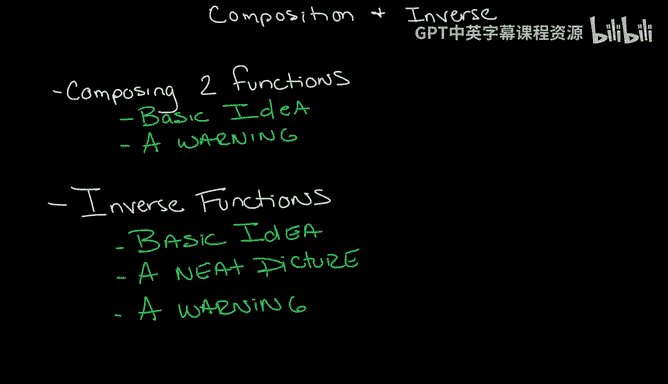 Composition + Inverse
GPT中英字幕课程资源 bilibili
- Composing 2 functions
- Basic IdeA
- A WARNING
- Inverse Functions
- BASIC IDEA
- A NEAt PICTURE
- A WARNING